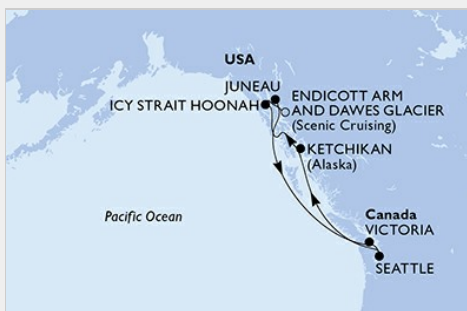 USA
JUNEAU
ICY STRAIT HOONAH
ENDICOTT ARM
AND DAWES GLACIER
(Scenic Cruising)
KETCHIKAN
(Alaska)
Pacific Ocean
Canada
VICTORIA
SEATTLE